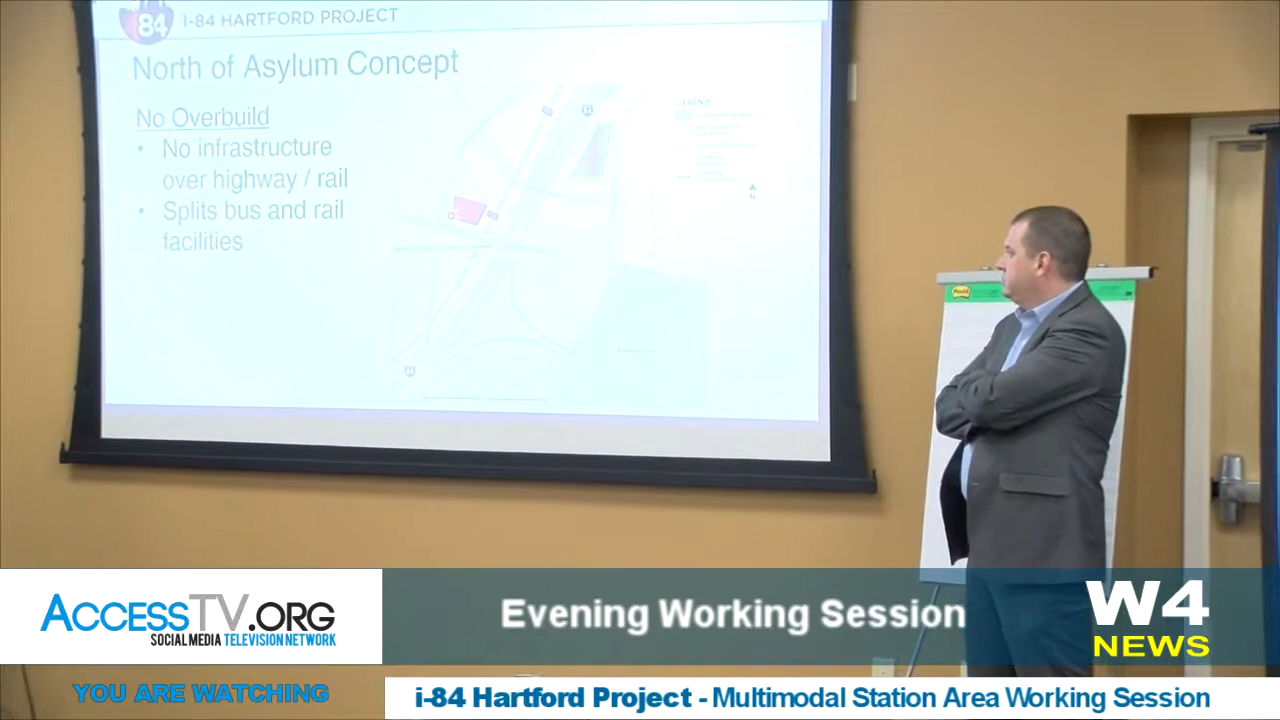 84
i-84 HARTFORD PROJECT
North of Asylum Concept
No Overbuild
• No infrastructure
over highway / rail
• Splits bus and rail
facilities
LEGEND
N
84
84
Post-it
ACCESSTV.ORG
SOCIAL MEDIA TELEVISION NETWORK
Evening Working Session
W4
NEWS
YOU ARE WATCHING
i-84 Hartford Project - Multimodal Station Area Working Session